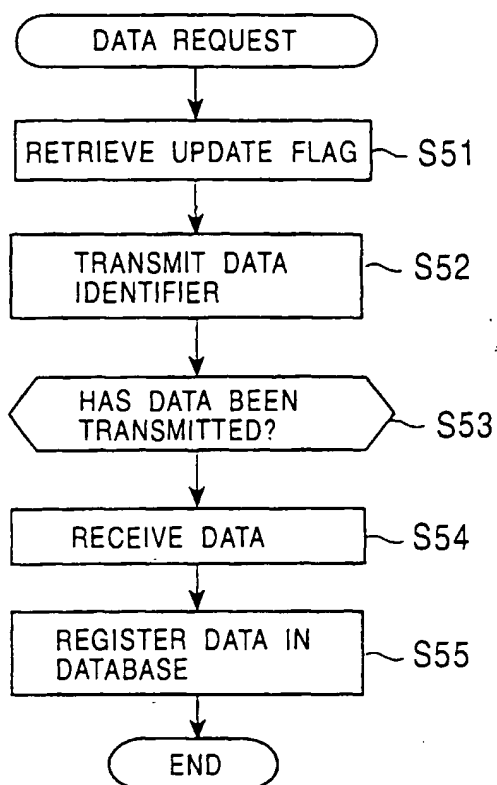 DATA REQUEST
RETRIEVE UPDATE FLAG
S51
TRANSMIT DATA
IDENTIFIER
S52
HAS DATA BEEN
TRANSMITTED?
S53
RECEIVE DATA
S54
REGISTER DATA IN
DATABASE
S55
END